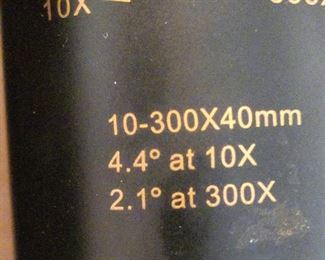 10X
10-300X40mm
4.4° at 10X
2.1° at 300X